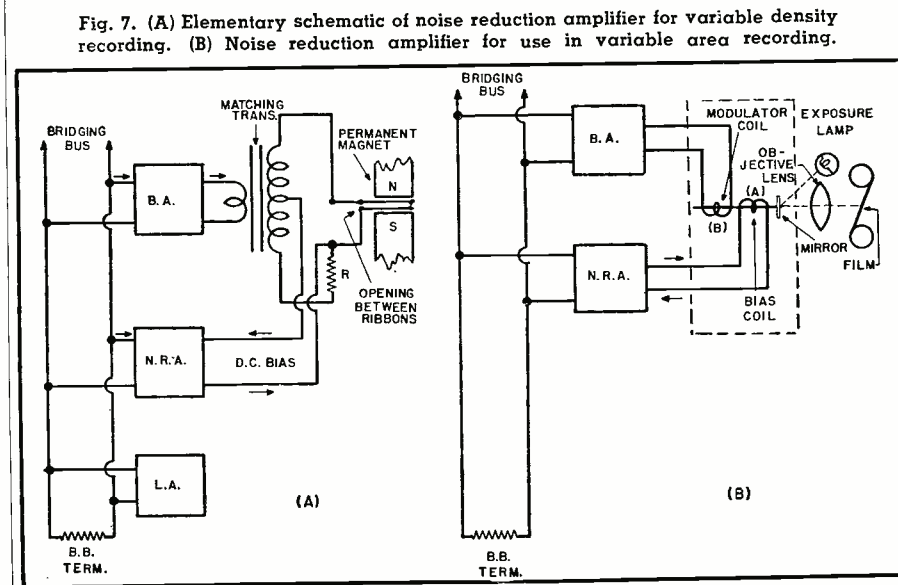 Fig. 7. (A) Elementary schematic of noise reduction amplifier for variable density
recording. (B) Noise reduction amplifier for use in variable area recording.
BRIDGING
BUS
MATCHING
TRANS.
PERMANENT
MAGNET
N
S
B.A.
R
OPENING
BETWEEN
RIBBONS
N.R.A.
D.C. BIAS
L.A.
(A)
B.B.
TERM.
BRIDGING
BUS
B.A.
MODULATOR
COIL
EXPOSURE
LAMP
OB-
JECTIVE
LENS
(A)
(B)
MIRROR
FILM
N.R.A.
BIAS
COIL
(B)
B.B.
TERM.